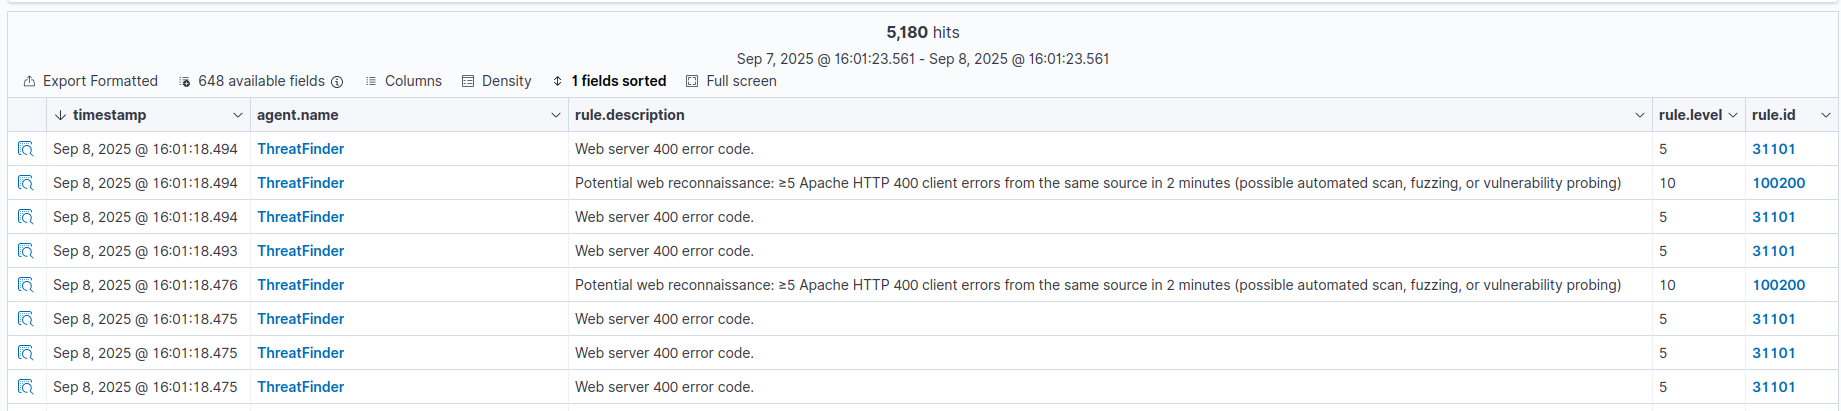 5,180 hits
Sep 7, 2025 @ 16:01:23.561 - Sep 8, 2025 @ 16:01:23.561
Export Formatted 648 available fields Columns Density 1 fields sorted Full screen
timestamp agent.name rule.description rule.level rule.id
Sep 8, 2025 @ 16:01:18.494 ThreatFinder Web server 400 error code. 5 31101
Sep 8, 2025 @ 16:01:18.494 ThreatFinder Potential web reconnaissance: ≥5 Apache HTTP 400 client errors from the same source in 2 minutes (possible automated scan, fuzzing, or vulnerability probing) 10 100200
Sep 8, 2025 @ 16:01:18.494 ThreatFinder Web server 400 error code. 5 31101
Sep 8, 2025 @ 16:01:18.493 ThreatFinder Web server 400 error code. 5 31101
Sep 8, 2025 @ 16:01:18.476 ThreatFinder Potential web reconnaissance: ≥5 Apache HTTP 400 client errors from the same source in 2 minutes (possible automated scan, fuzzing, or vulnerability probing) 10 100200
Sep 8, 2025 @ 16:01:18.475 ThreatFinder Web server 400 error code. 5 31101
Sep 8, 2025 @ 16:01:18.475 ThreatFinder Web server 400 error code. 5 31101
Sep 8, 2025 @ 16:01:18.475 ThreatFinder Web server 400 error code. 5 31101